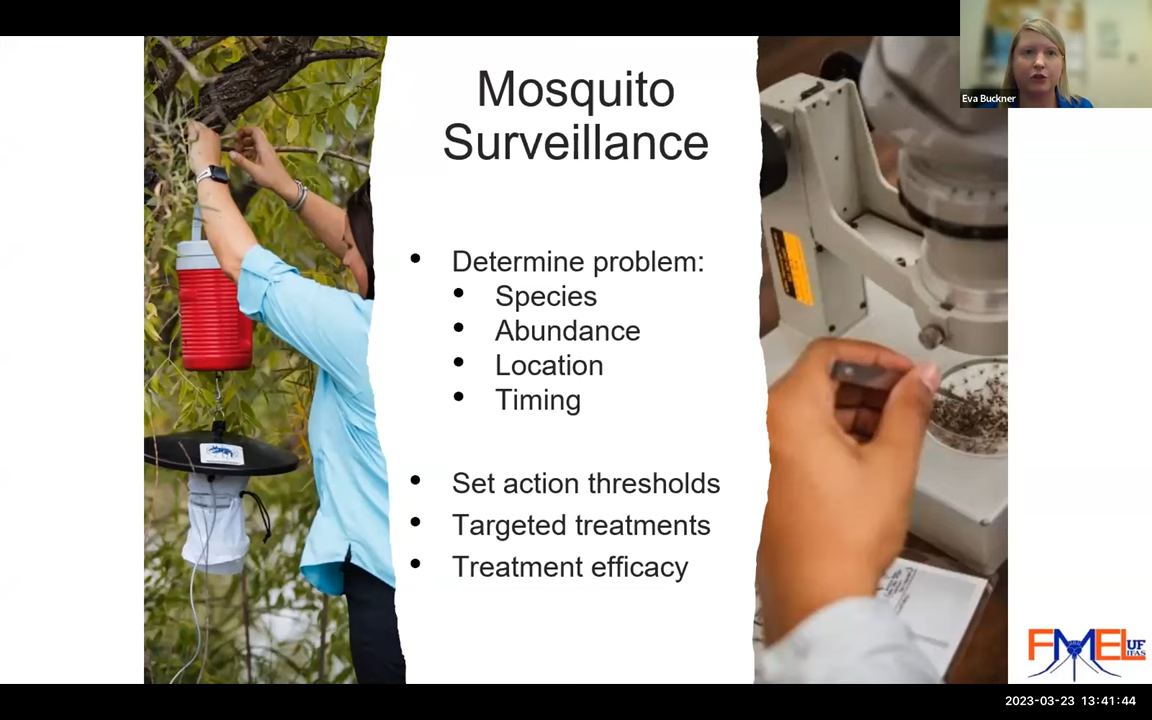 Eva Buckner
Mosquito
Surveillance
• Determine problem:
• Species
• Abundance
• Location
• Timing
• Set action thresholds
• Targeted treatments
• Treatment efficacy
FMEL
UF
IFAS
2023-03-23 13:41:44